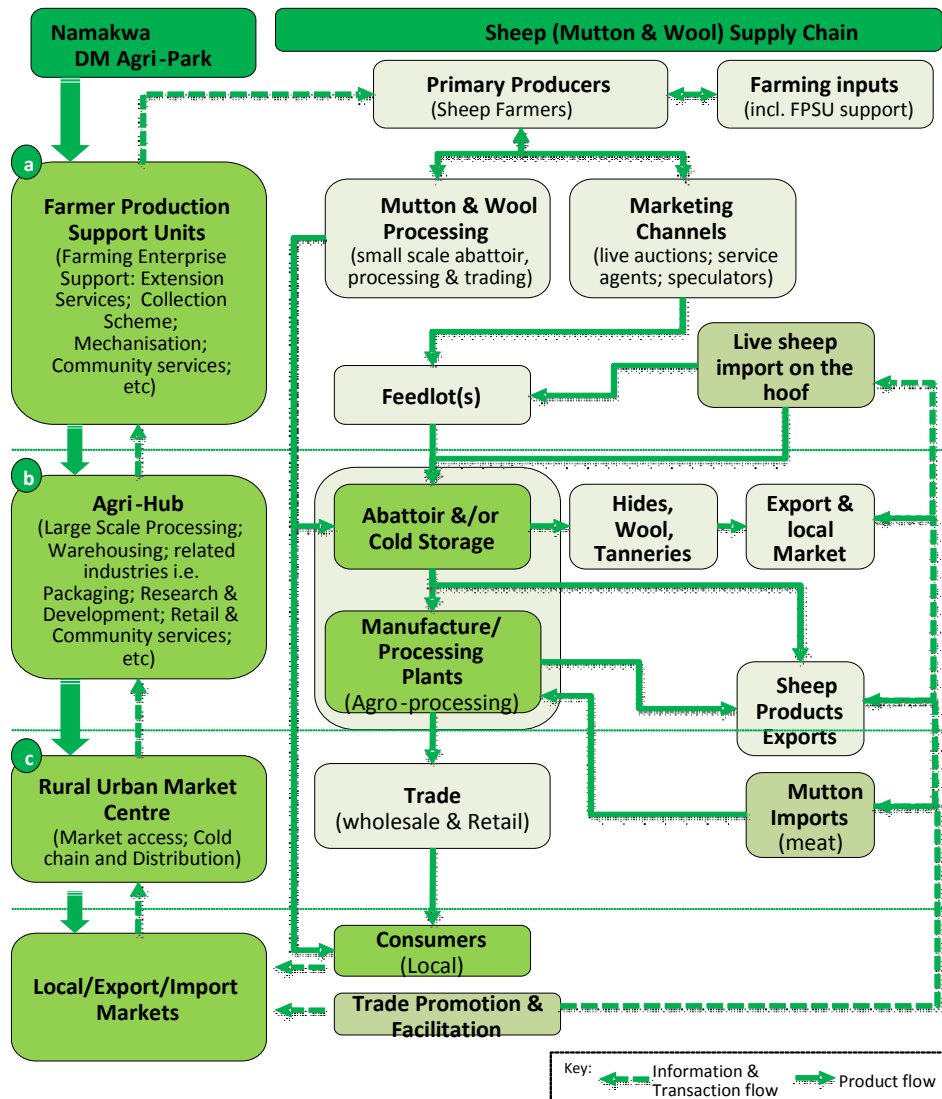 Namakwa
DM Agri-Park
Sheep (Mutton & Wool) Supply Chain
Primary Producers
(Sheep Farmers)
Farming inputs
(incl. FPSU support)
a
Farmer Production
Support Units
(Farming Enterprise
Support: Extension
Services; Collection
Scheme;
Mechanisation;
Community services;
etc)
Mutton & Wool
Processing
(small scale abattoir,
processing & trading)
Marketing
Channels
(live auctions; service
agents; speculators)
Live sheep
import on the
hoof
Feedlot(s)
b
Agri-Hub
(Large Scale Processing;
Warehousing; related
industries i.e.
Packaging; Research &
Development; Retail &
Community services;
etc)
Abattoir &/or
Cold Storage
Hides,
Wool,
Tanneries
Export &
local
Market
Manufacture/
Processing
Plants
(Agro-processing)
Sheep
Products
Exports
c
Rural Urban Market
Centre
(Market access; Cold
chain and Distribution)
Trade
(wholesale & Retail)
Mutton
Imports
(meat)
Local/Export/Import
Markets
Consumers
(Local)
Trade Promotion &
Facilitation
Key:
Information &
Transaction flow
Product flow